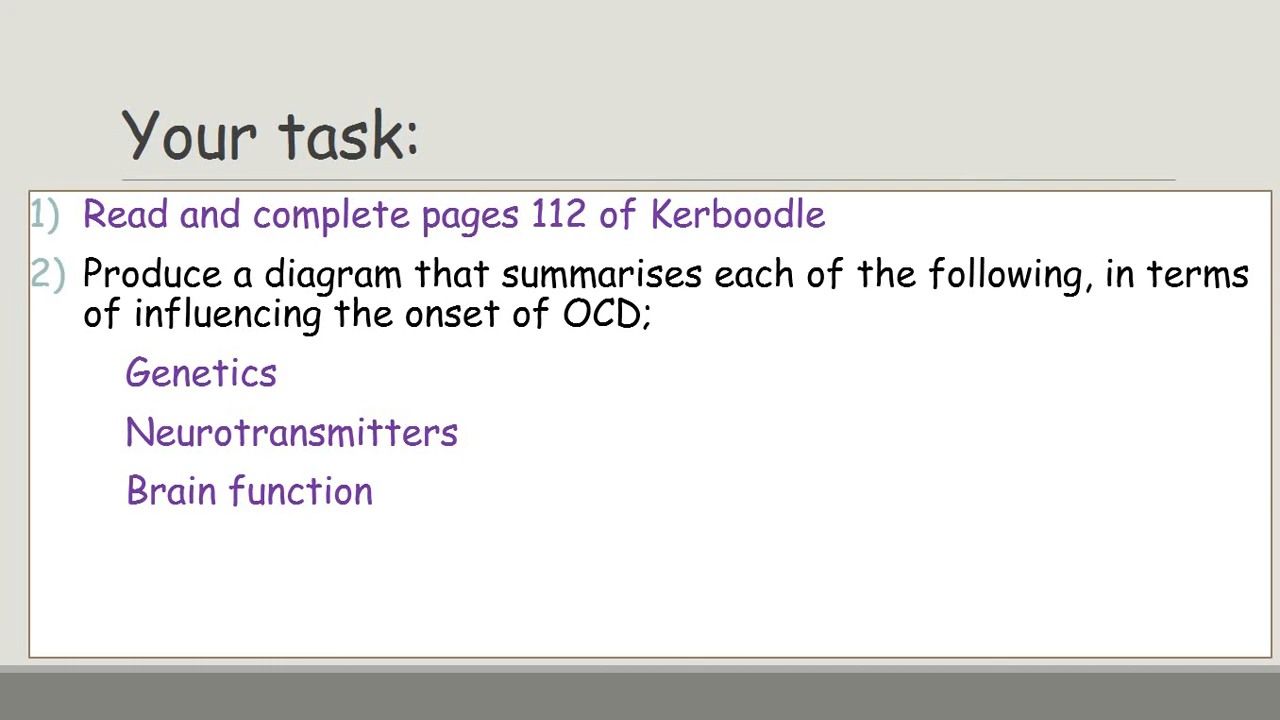 Your task:
1) Read and complete pages 112 of Kerboodle
2) Produce a diagram that summarises each of the following, in terms
of influencing the onset of OCD;
Genetics
Neurotransmitters
Brain function